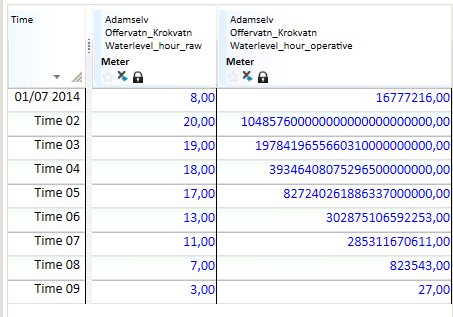 Time
Adamselv
Offervatn_Krokvatn
Waterlevel_hour_raw
Meter
Adamselv
Offervatn_Krokvatn
Waterlevel_hour_operative
Meter
01/07 2014 8,00 16777216,00
Time 02 20,00 104857600000000000000000000,00
Time 03 19,00 1978419655660310000000000,00
Time 04 18,00 39346408075296500000000,00
Time 05 17,00 827240261886337000000,00
Time 06 13,00 302875106592253,00
Time 07 11,00 285311670611,00
Time 08 7,00 823543,00
Time 09 3,00 27,00